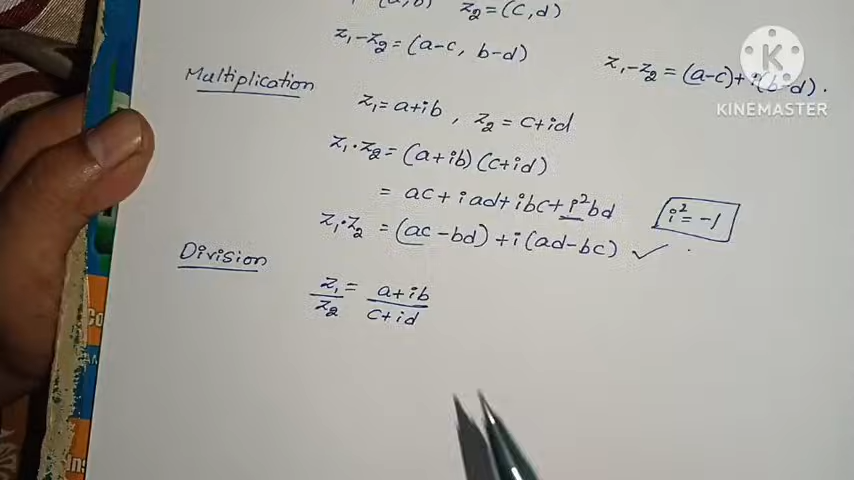 (a,b) z₂=(c,d)
z₁-z₂=(a-c, b-d)
z₁-z₂=(a-c)+i(b-d).
K
KINEMASTER
Multiplication
z₁=a+ib, z₂=c+id
z₁·z₂=(a+ib)(c+id)
= ac+iad+ibc+i²bd
i²=-1
z₁·z₂ =(ac-bd)+i(ad-bc) ✓
Division
z₁/z₂ = a+ib/c+id